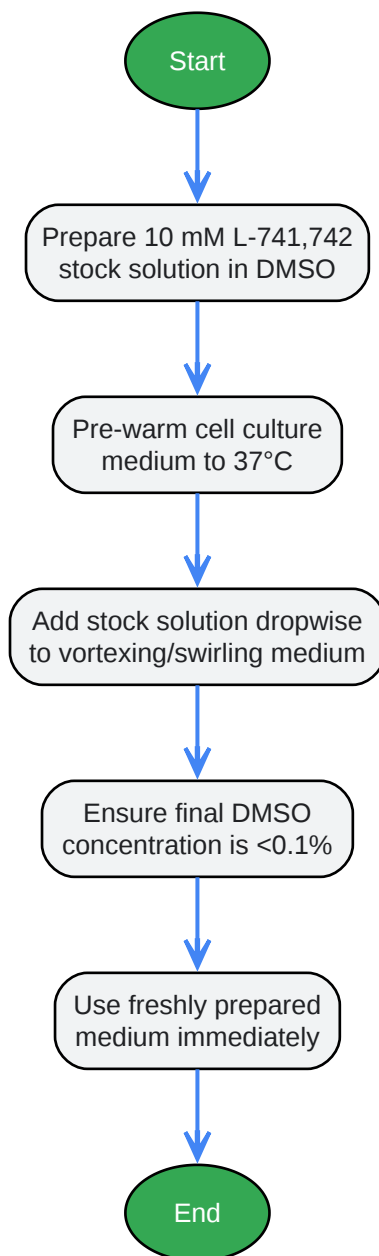 Start
Prepare 10 mM L-741,742
stock solution in DMSO
Pre-warm cell culture
medium to 37°C
Add stock solution dropwise
to vortexing/swirling medium
Ensure final DMSO
concentration is <0.1%
Use freshly prepared
medium immediately
End